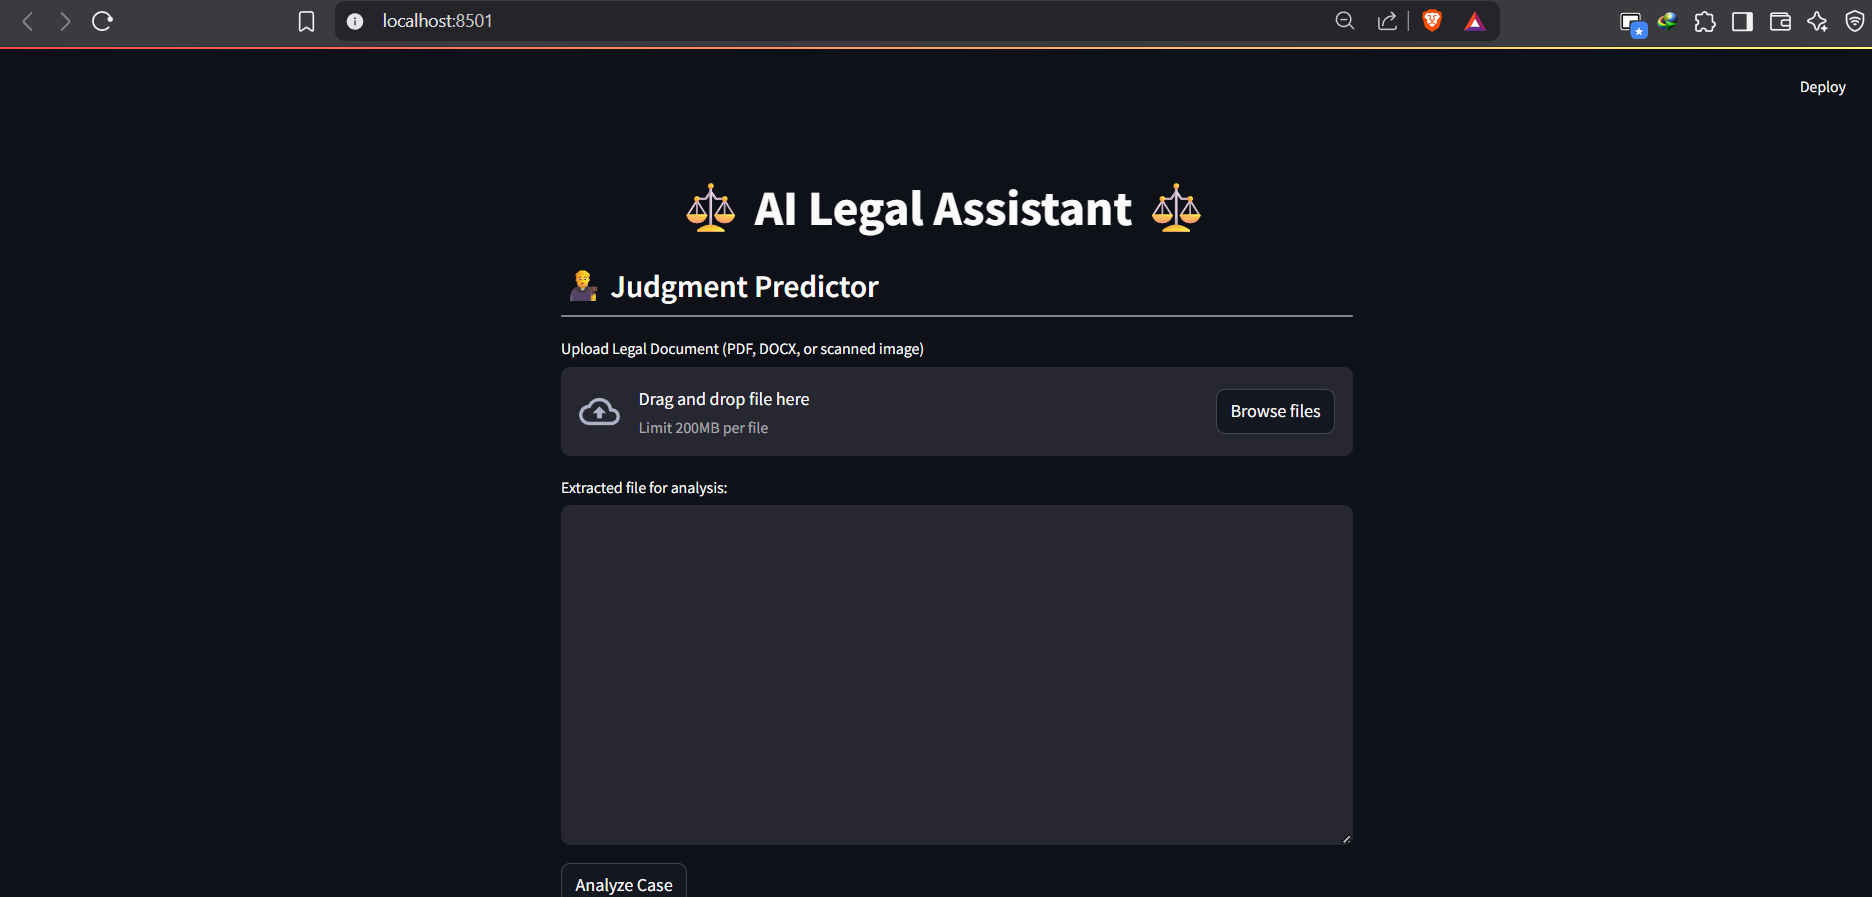 localhost:8501
Deploy
AI Legal Assistant
Judgment Predictor
Upload Legal Document (PDF, DOCX, or scanned image)
Drag and drop file here
Limit 200MB per file
Browse files
Extracted file for analysis:
Analyze Case